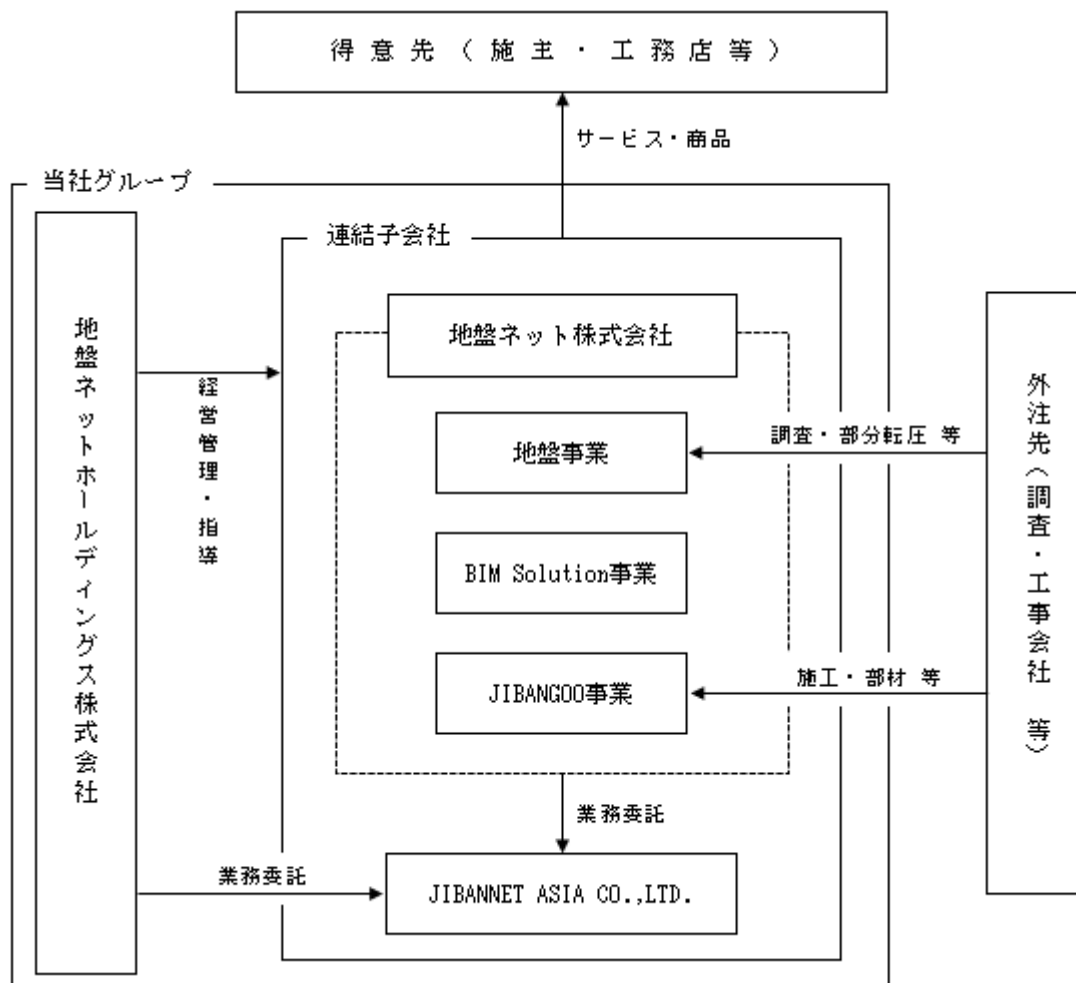 得意先(施主・工務店等)
サービス・商品
当社グループ
連結子会社
地盤ネットホールディングス株式会社
経営管理・指導
地盤ネット株式会社
地盤事業
調査・部分転圧 等
BIM Solution事業
JIBANGOO事業
施工・部材 等
外注先(調査・工事会社 等)
業務委託
業務委託
JIBANNET ASIA CO.,LTD.